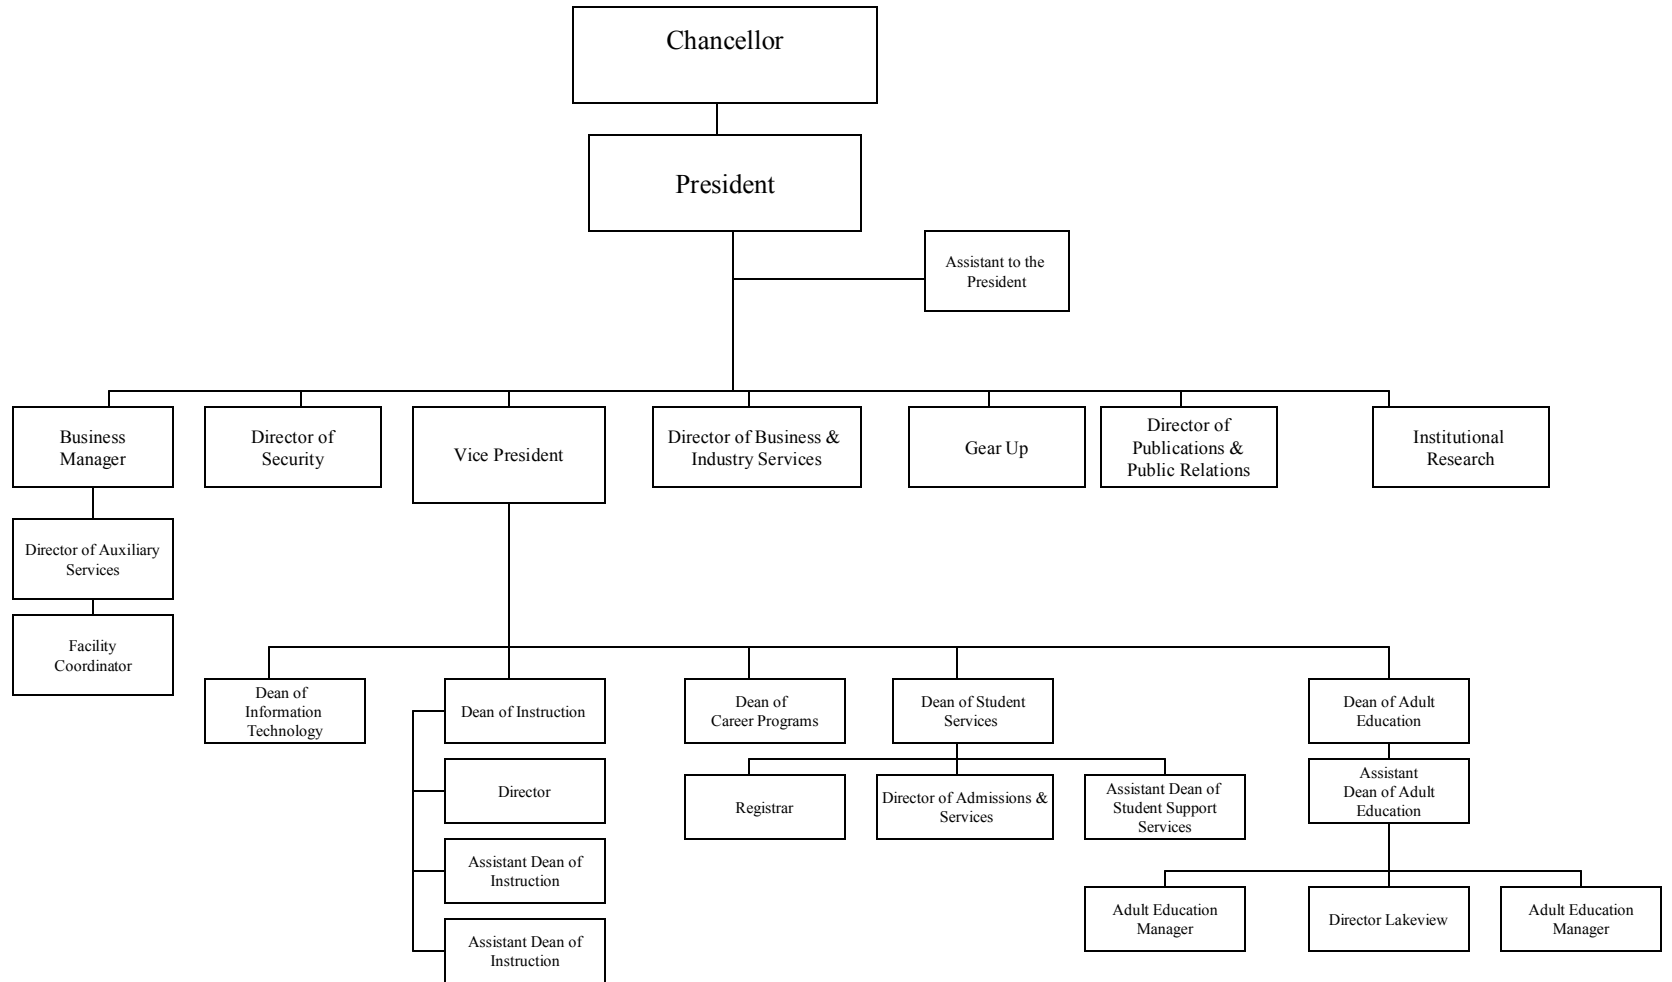 Chancellor
President
Assistant to the
President
Business
Manager
Director of
Security
Vice President
Director of Business &
Industry Services
Gear Up
Director of
Publications &
Public Relations
Institutional
Research
Director of Auxiliary
Services
Facility
Coordinator
Dean of
Information
Technology
Dean of Instruction
Dean of
Career Programs
Dean of Student
Services
Dean of Adult
Education
Director
Registrar
Director of Admissions &
Services
Assistant Dean of
Student Support
Services
Assistant
Dean of Adult
Education
Assistant Dean of
Instruction
Adult Education
Manager
Director Lakeview
Adult Education
Manager
Assistant Dean of
Instruction